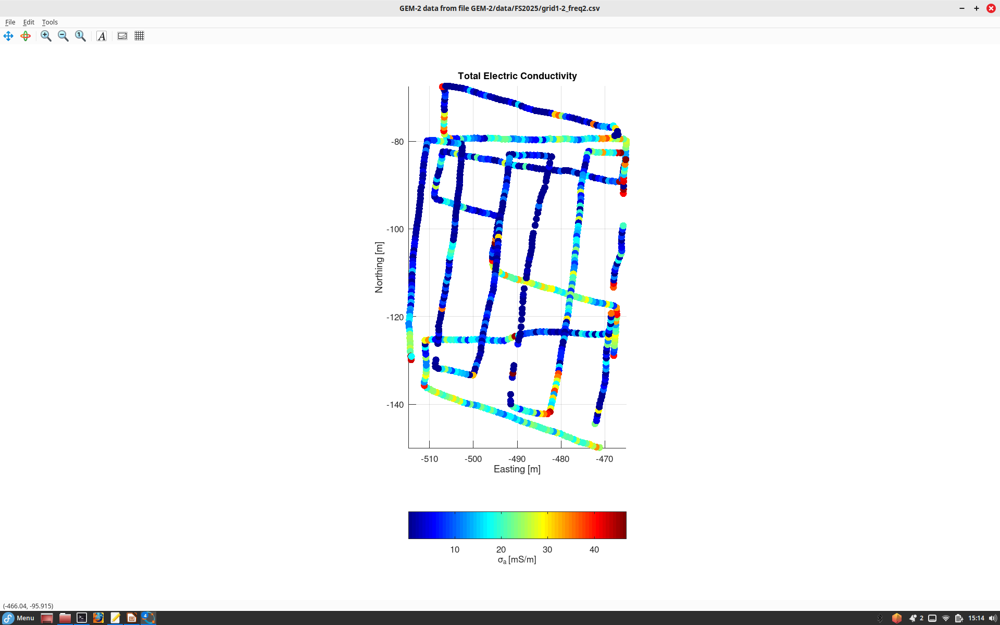 GEM-2 data from file GEM-2/data/FS2025/grid1-2_freq2.csv
File Edit Tools
A
Total Electric Conductivity
-80
-100
-120
-140
Northing [m]
-510 -500 -490 -480 -470
Easting [m]
10 20 30 40
σa [mS/m]
(-466.04, -95.915)
Menu 4 2 15:14